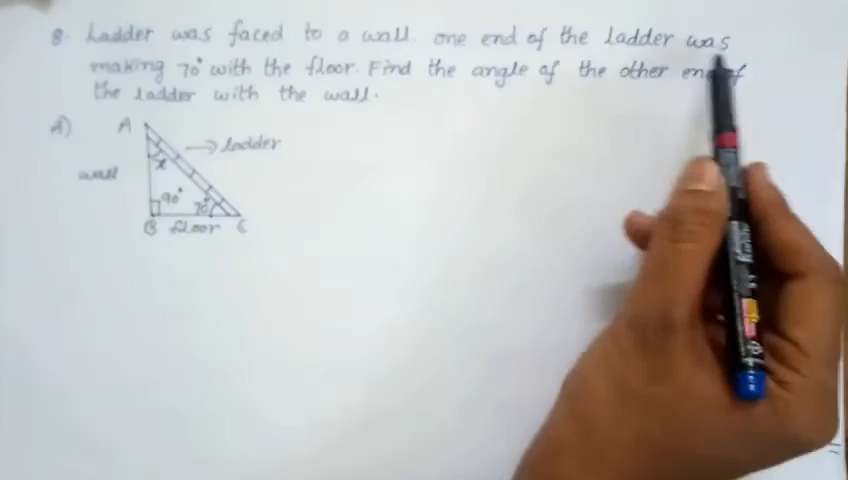 8. Ladder was faced to a wall. one end of the ladder was
making 70° with the floor. Find the angle of the other end of
the ladder with the wall.
A) A → ladder
wall x
90° 70°
B floor C